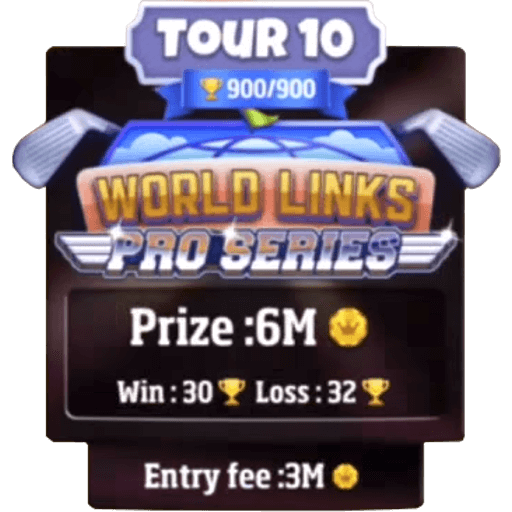 TOUR 10
900/900
WORLD LINKS
PRO SERIES
Prize :6M
Win : 30 Loss : 32
Entry fee :3M